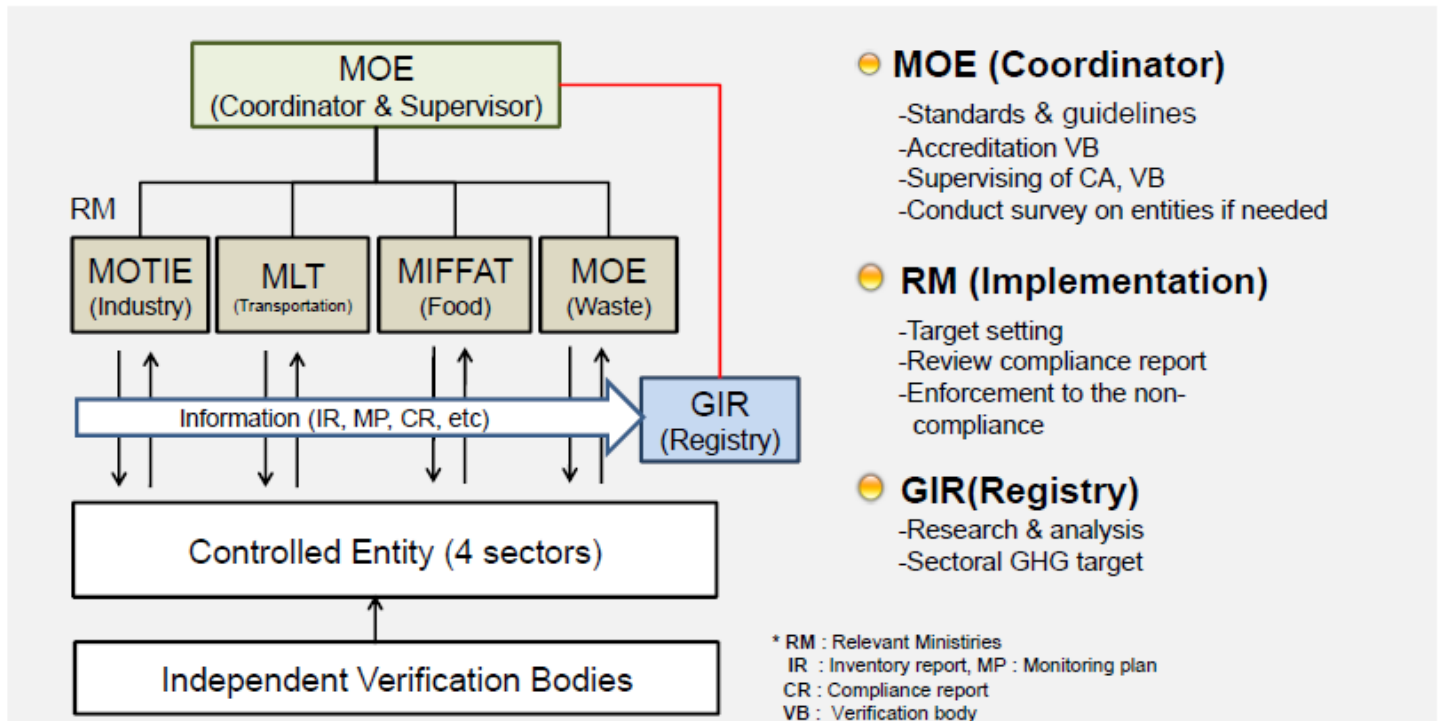 MOE
(Coordinator & Supervisor)
RM
MOTIE
(Industry)
MLT
(Transportation)
MIFFAT
(Food)
MOE
(Waste)
Information (IR, MP, CR, etc)
GIR
(Registry)
Controlled Entity (4 sectors)
Independent Verification Bodies
MOE (Coordinator)
-Standards & guidelines
-Accreditation VB
-Supervising of CA, VB
-Conduct survey on entities if needed
RM (Implementation)
-Target setting
-Review compliance report
-Enforcement to the non-
compliance
GIR(Registry)
-Research & analysis
-Sectoral GHG target
* RM : Relevant Ministiries
IR : Inventory report, MP : Monitoring plan
CR : Compliance report
VB : Verification body